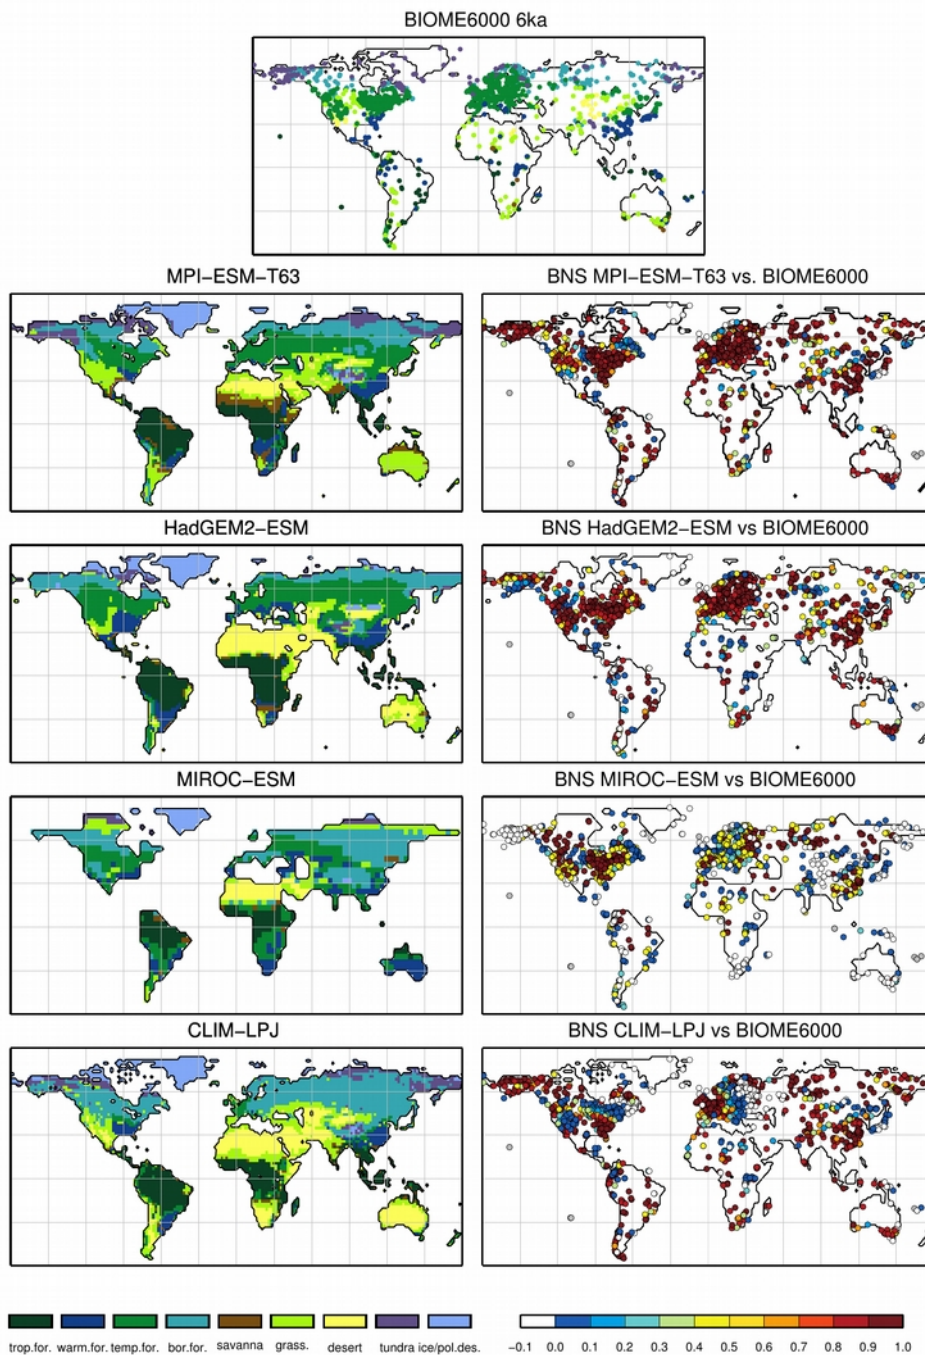 BIOME6000 6ka
MPI−ESM−T63
BNS MPI−ESM−T63 vs. BIOME6000
HadGEM2−ESM
BNS HadGEM2−ESM vs BIOME6000
MIROC−ESM
BNS MIROC−ESM vs BIOME6000
CLIM−LPJ
BNS CLIM−LPJ vs BIOME6000
trop.for. warm.for. temp.for. bor.for. savanna grass. desert tundra ice/pol.des.
−0.1 0.0 0.1 0.2 0.3 0.4 0.5 0.6 0.7 0.8 0.9 1.0